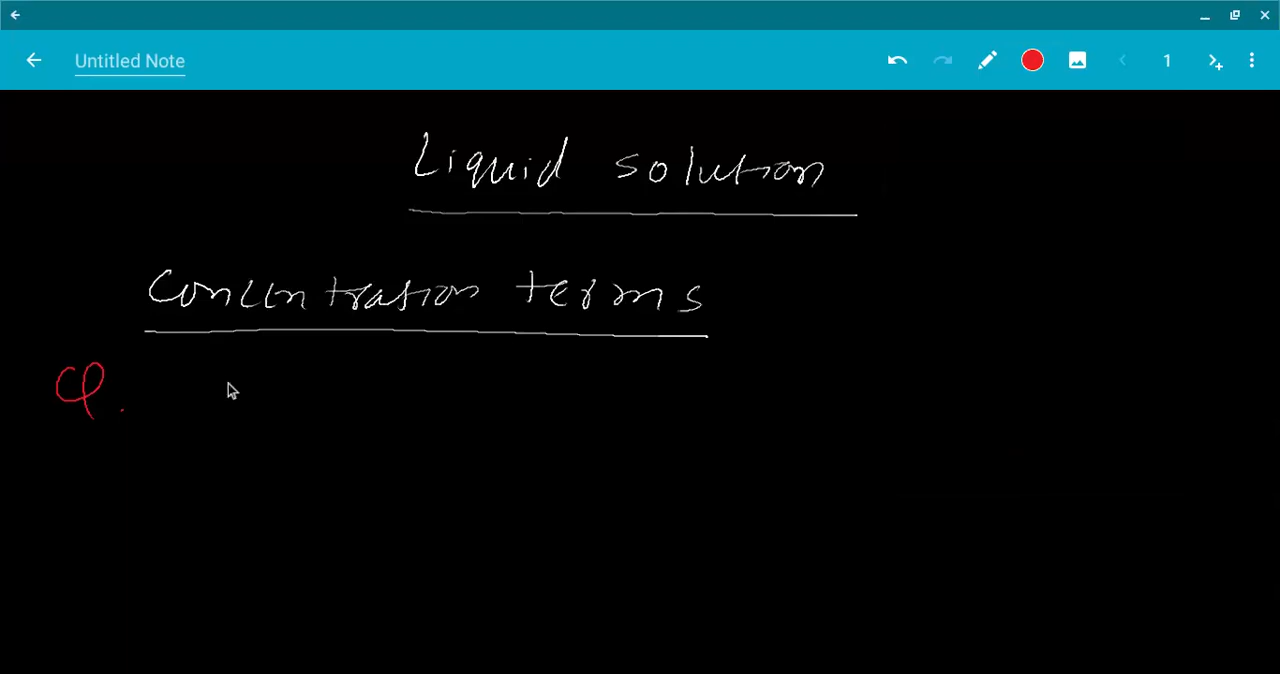 Untitled Note
1
Liquid solution
Concentration terms
Q.